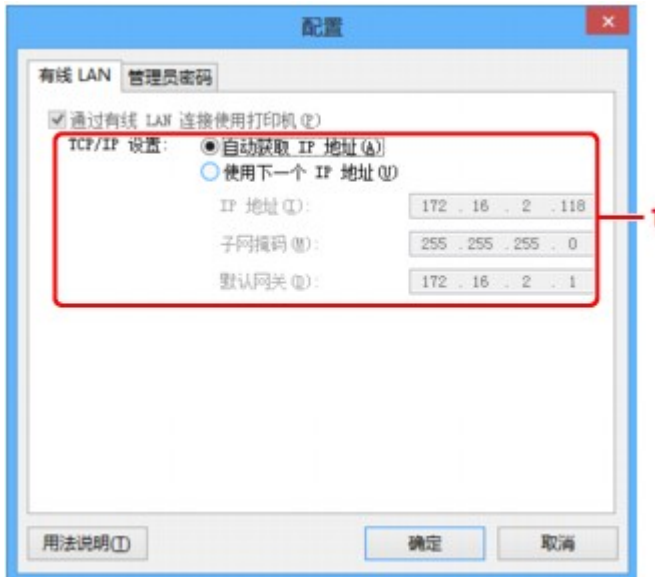 配置
有线 LAN 管理员密码
通过有线 LAN 连接使用打印机(P)
TCP/IP 设置: 自动获取 IP 地址(A)
使用下一个 IP 地址(U)
IP 地址(I): 172 . 16 . 2 .118
子网掩码(M): 255 .255 .255 . 0
默认网关(D): 172 . 16 . 2 . 1
用法说明(T) 确定 取消